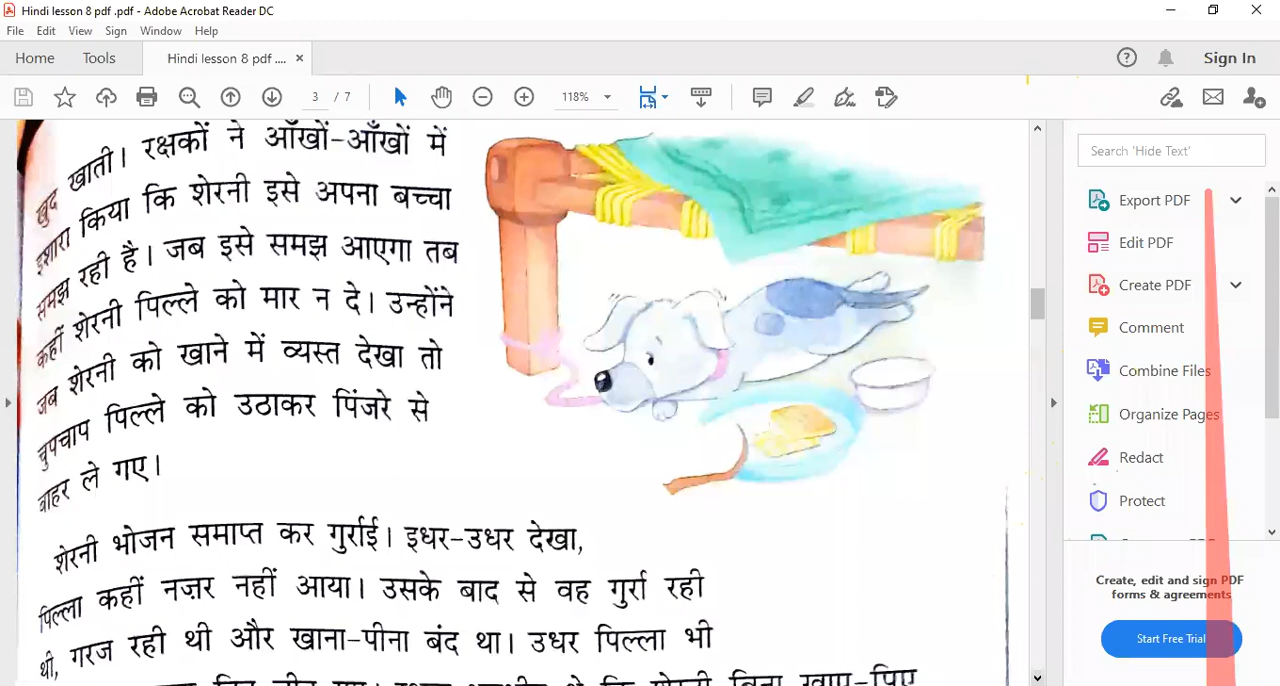 Hindi lesson 8 pdf .pdf - Adobe Acrobat Reader DC
File Edit View Sign Window Help
Home Tools Hindi lesson 8 pdf .... × Sign In
3 / 7 118%
खुद खाती। रक्षकों ने आँखों-आँखों में
इशारा किया कि शेरनी इसे अपना बच्चा
समझ रही है। जब इसे समझ आएगा तब
कहीं शेरनी पिल्ले को मार न दे। उन्होंने
जब शेरनी को खाने में व्यस्त देखा तो
चुपचाप पिल्ले को उठाकर पिंजरे से
बाहर ले गए।
शेरनी भोजन समाप्त कर गुर्राई। इधर-उधर देखा,
पिल्ला कहीं नज़र नहीं आया। उसके बाद से वह गुर्रा रही
थी, गरज रही थी और खाना-पीना बंद था। उधर पिल्ला भी
शेरनी बिना खाए-पिए
Search 'Hide Text'
Export PDF
Edit PDF
Create PDF
Comment
Combine Files
Organize Pages
Redact
Protect
Create, edit and sign PDF
forms & agreements
Start Free Trial